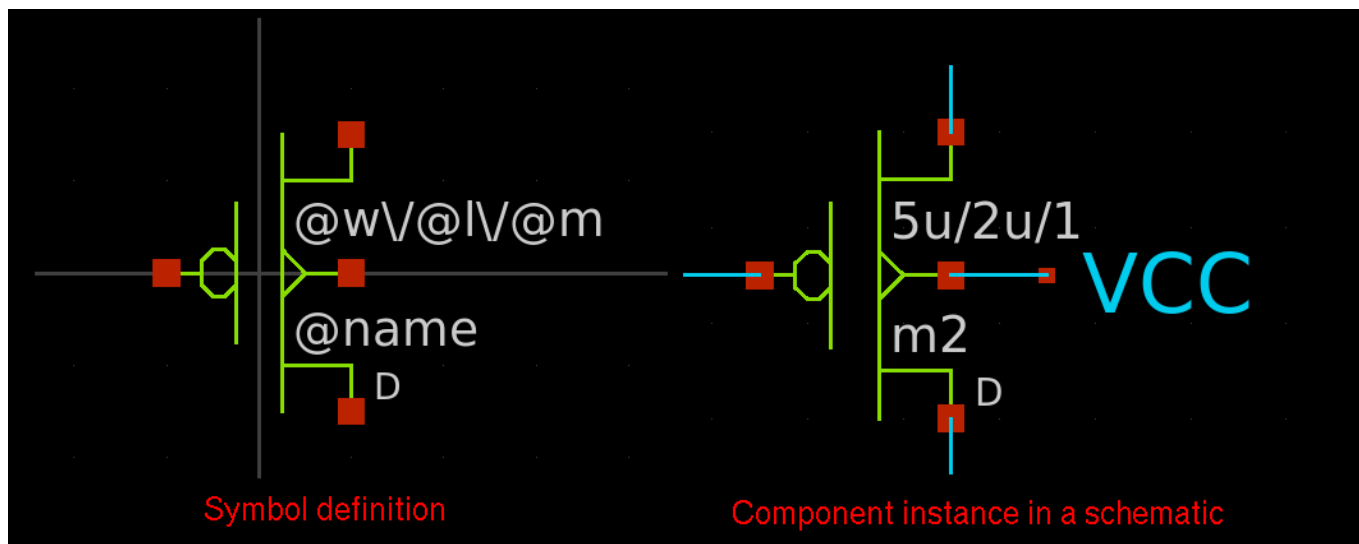 @w\/@l\/@m
@name
D
Symbol definition
5u/2u/1
VCC
m2
D
Component instance in a schematic